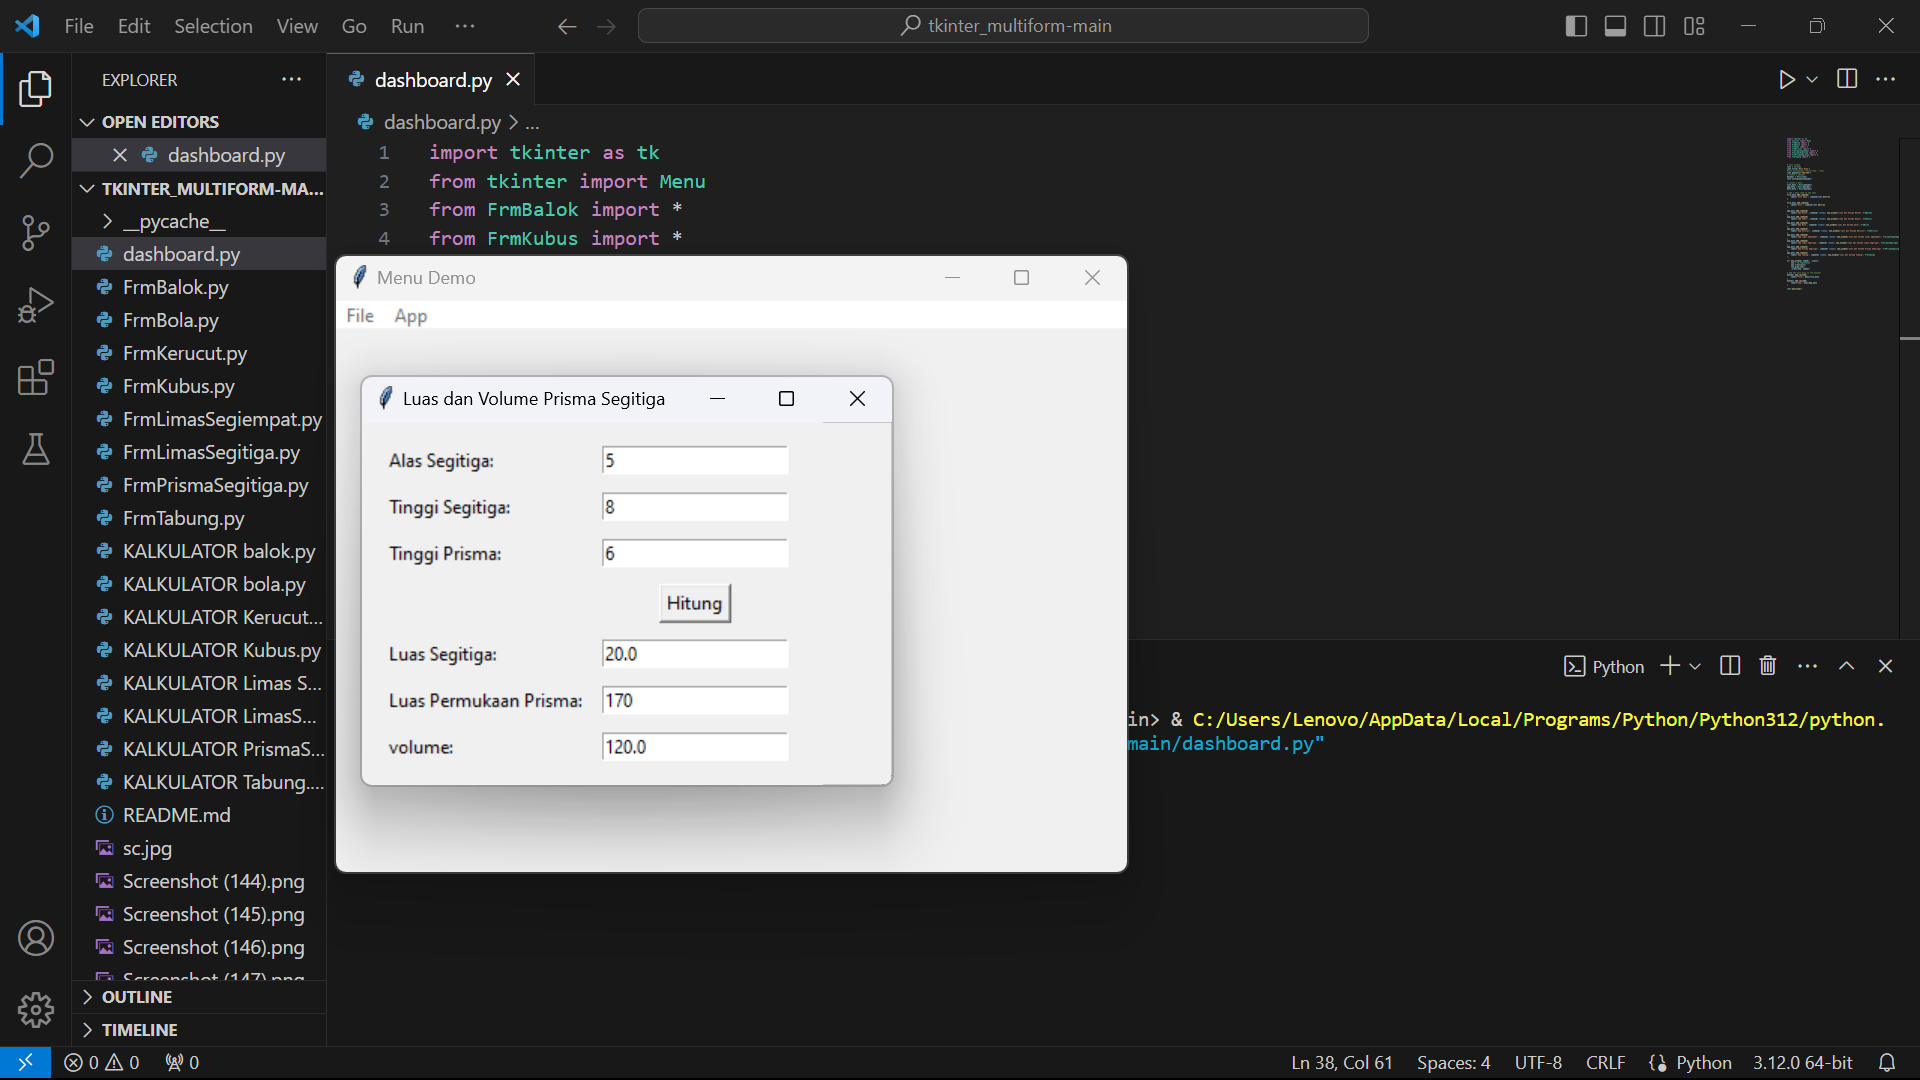 File Edit Selection View Go Run ...
tkinter_multiform-main
EXPLORER ...
OPEN EDITORS
dashboard.py
TKINTER_MULTIFORM-MA...
__pycache__
dashboard.py
FrmBalok.py
FrmBola.py
FrmKerucut.py
FrmKubus.py
FrmLimasSegiempat.py
FrmLimasSegitiga.py
FrmPrismaSegitiga.py
FrmTabung.py
KALKULATOR balok.py
KALKULATOR bola.py
KALKULATOR Kerucut...
KALKULATOR Kubus.py
KALKULATOR Limas S...
KALKULATOR LimasS...
KALKULATOR PrismaS...
KALKULATOR Tabung....
README.md
sc.jpg
Screenshot (144).png
Screenshot (145).png
Screenshot (146).png
Screenshot (147).png
OUTLINE
TIMELINE
dashboard.py
dashboard.py > ...
1 import tkinter as tk
2 from tkinter import Menu
3 from FrmBalok import *
4 from FrmKubus import *
Menu Demo
File App
Luas dan Volume Prisma Segitiga
Alas Segitiga: 5
Tinggi Segitiga: 8
Tinggi Prisma: 6
Hitung
Luas Segitiga: 20.0
Luas Permukaan Prisma: 170
volume: 120.0
Python
in> & C:/Users/Lenovo/AppData/Local/Programs/Python/Python312/python.
main/dashboard.py"
0 0 0
Ln 38, Col 61 Spaces: 4 UTF-8 CRLF Python 3.12.0 64-bit